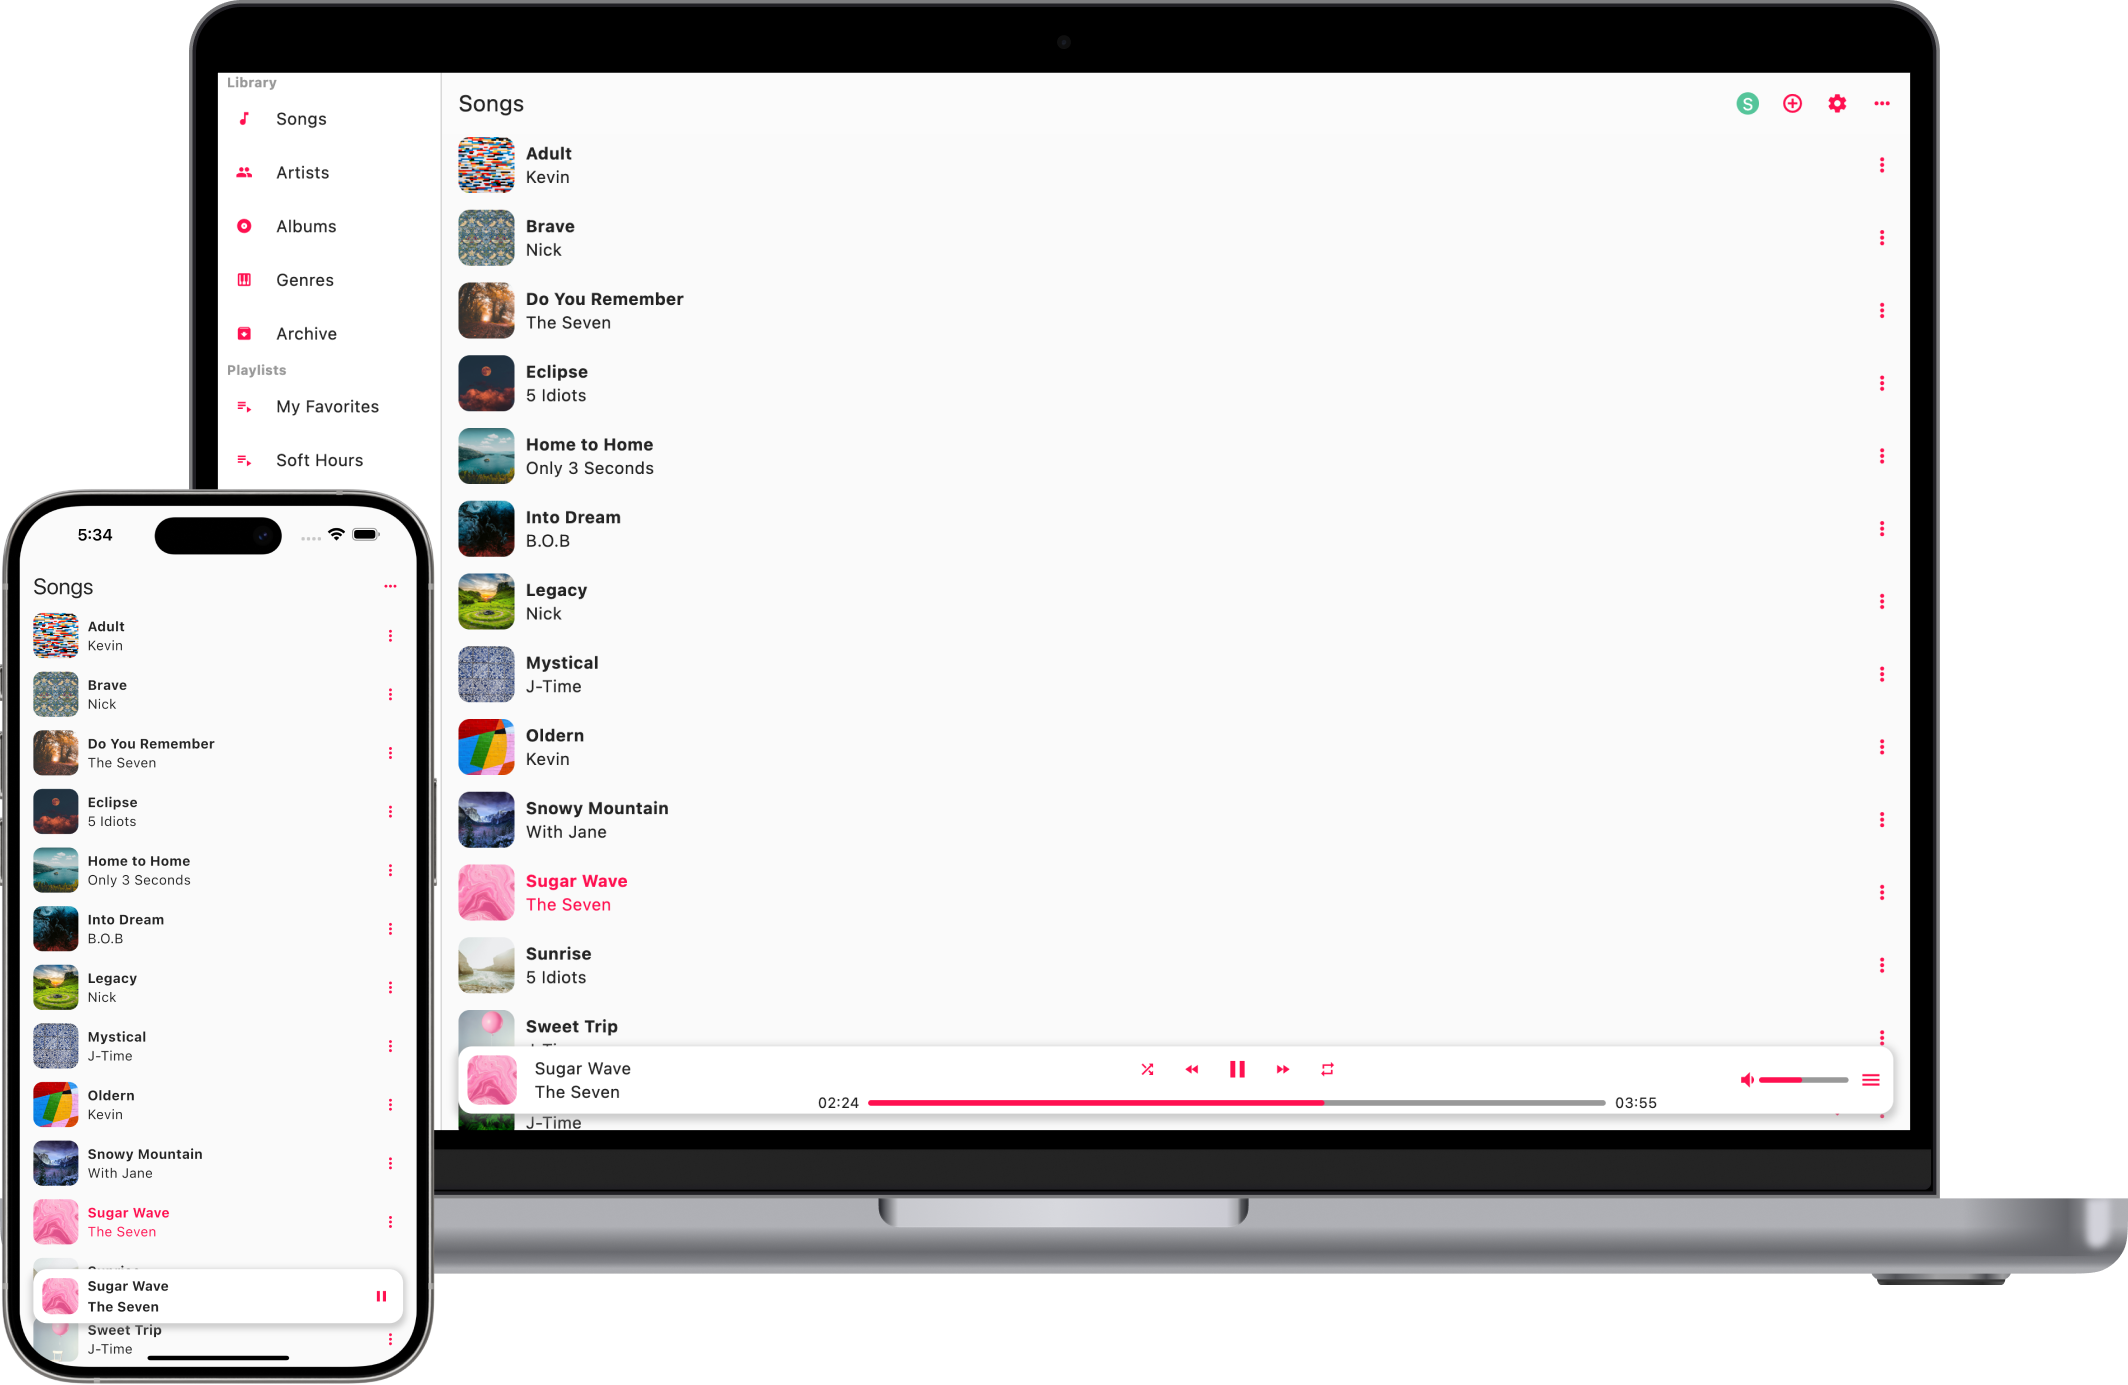 Library
Songs
Artists
Albums
Genres
Archive
Playlists
My Favorites
Soft Hours
Songs
S
Adult
Kevin
Brave
Nick
Do You Remember
The Seven
Eclipse
5 Idiots
Home to Home
Only 3 Seconds
Into Dream
B.O.B
Legacy
Nick
Mystical
J-Time
Oldern
Kevin
Snowy Mountain
With Jane
Sugar Wave
The Seven
Sunrise
5 Idiots
Sweet Trip
Sugar Wave
The Seven
02:24
03:55
J-Time
5:34
Songs
Adult
Kevin
Brave
Nick
Do You Remember
The Seven
Eclipse
5 Idiots
Home to Home
Only 3 Seconds
Into Dream
B.O.B
Legacy
Nick
Mystical
J-Time
Oldern
Kevin
Snowy Mountain
With Jane
Sugar Wave
The Seven
Sugar Wave
The Seven
Sweet Trip
J-Time